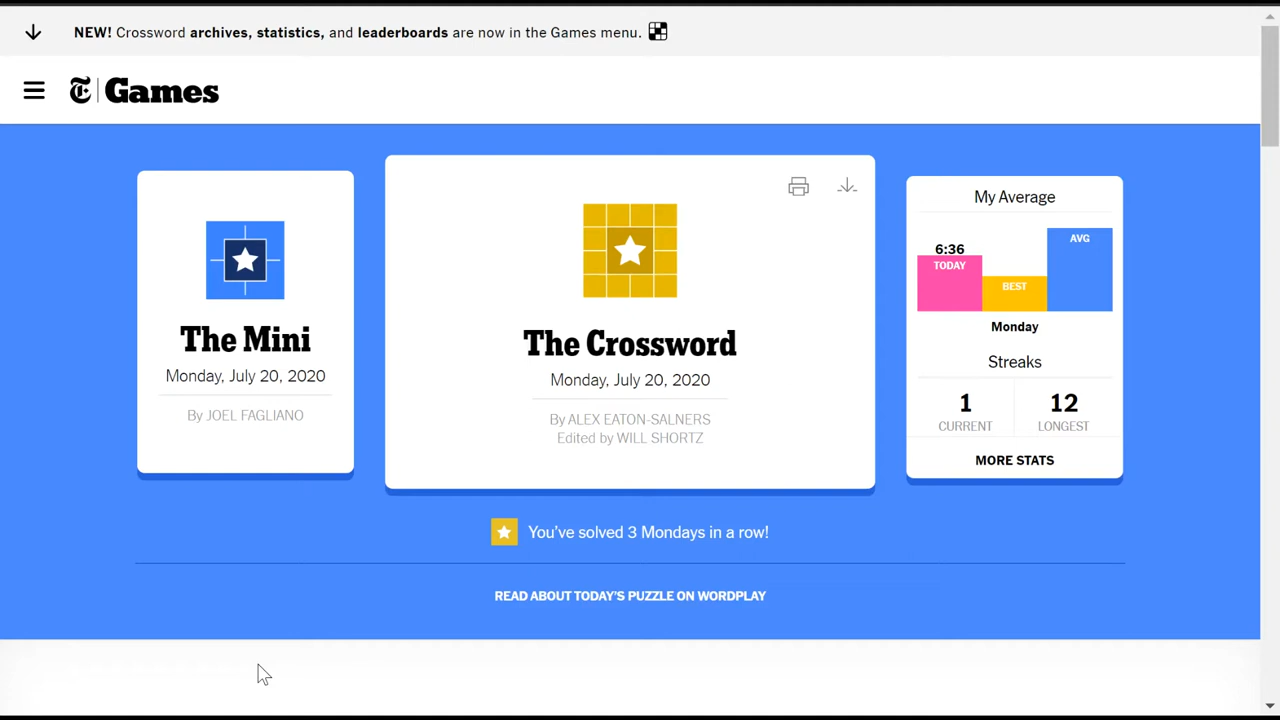 NEW! Crossword archives, statistics, and leaderboards are now in the Games menu.
T Games
The Mini
Monday, July 20, 2020
By JOEL FAGLIANO
The Crossword
Monday, July 20, 2020
By ALEX EATON-SALNERS
Edited by WILL SHORTZ
My Average
6:36
TODAY
BEST
AVG
Monday
Streaks
1 12
CURRENT LONGEST
MORE STATS
You've solved 3 Mondays in a row!
READ ABOUT TODAY'S PUZZLE ON WORDPLAY